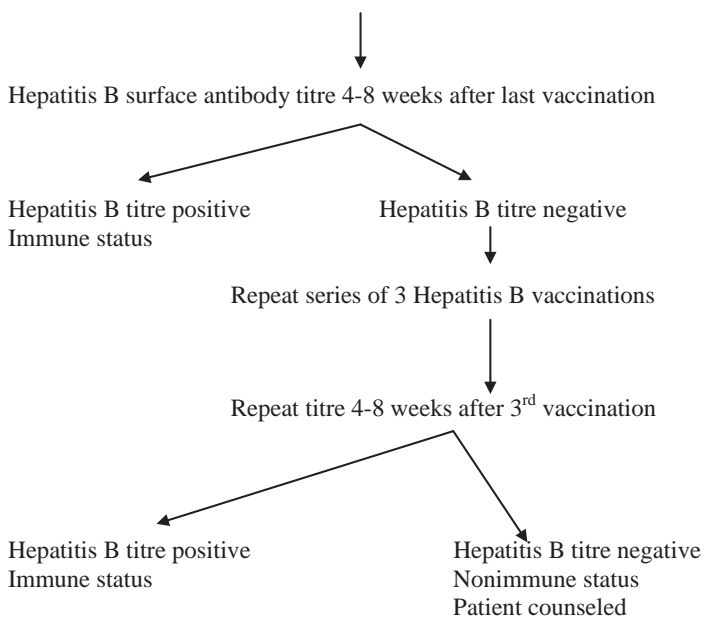 Hepatitis B surface antibody titre 4-8 weeks after last vaccination
Hepatitis B titre positive
Immune status
Hepatitis B titre negative
Repeat series of 3 Hepatitis B vaccinations
Repeat titre 4-8 weeks after 3rd vaccination
Hepatitis B titre positive
Immune status
Hepatitis B titre negative
Nonimmune status
Patient counseled